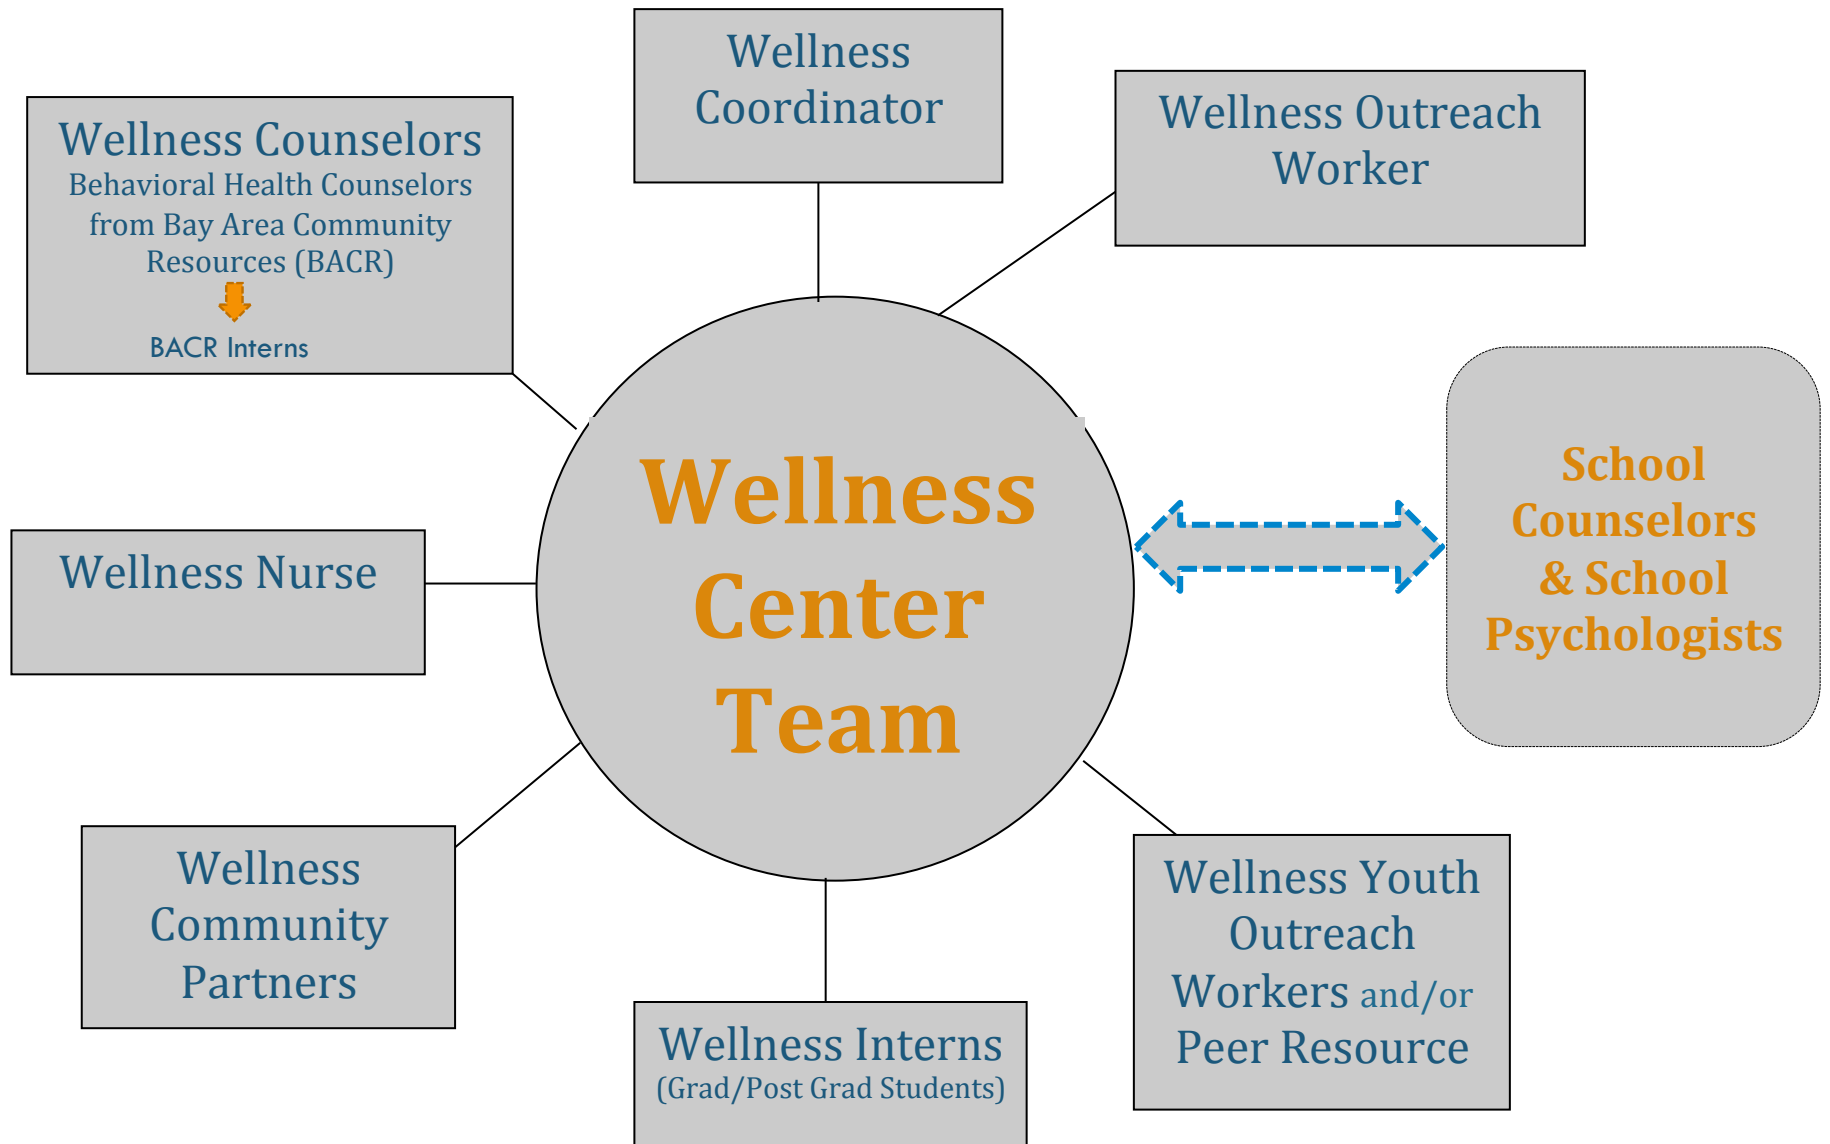 Wellness
Coordinator
Wellness Outreach
Worker
Wellness Counselors
Behavioral Health Counselors
from Bay Area Community
Resources (BACR)
BACR Interns
Wellness
Center
Team
School
Counselors
& School
Psychologists
Wellness Nurse
Wellness
Community
Partners
Wellness Interns
(Grad/Post Grad Students)
Wellness Youth
Outreach
Workers and/or
Peer Resource